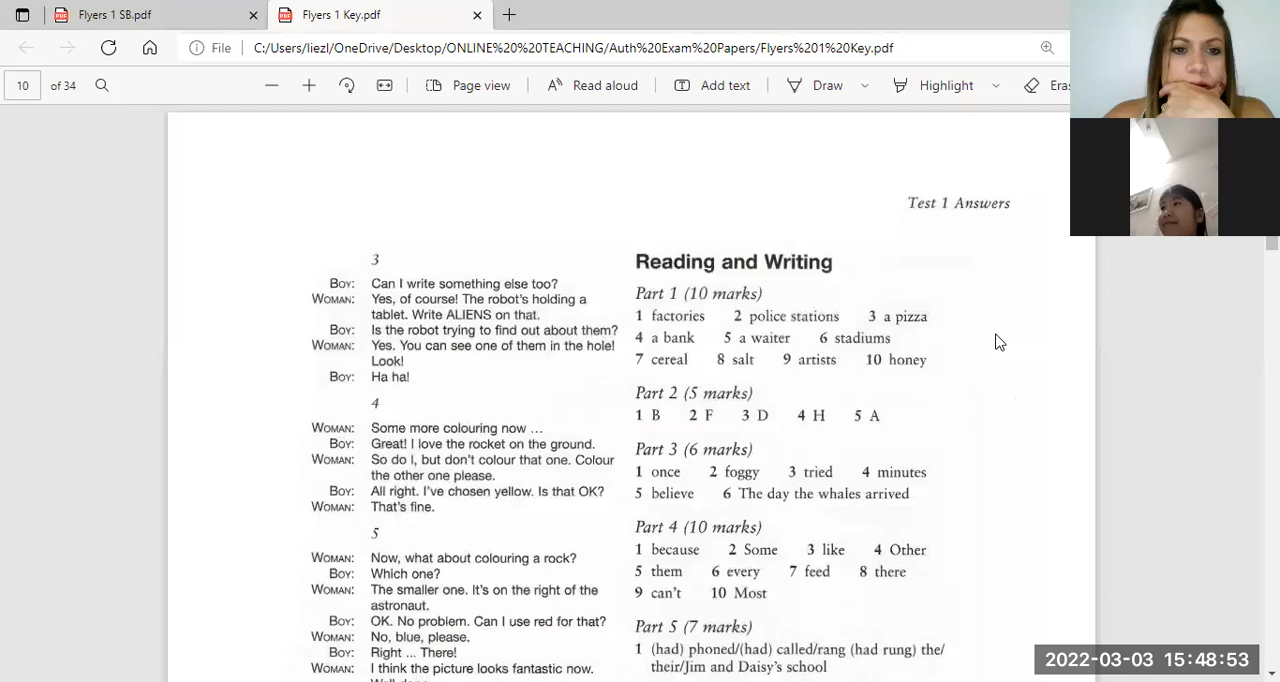 Flyers 1 SB.pdf
Flyers 1 Key.pdf
File C:/Users/liezl/OneDrive/Desktop/ONLINE%20%20TEACHING/Auth%20Exam%20Papers/Flyers%201%20Key.pdf
10 of 34 Page view Read aloud Add text Draw Highlight Eras
Test 1 Answers
3
BOY: Can I write something else too?
WOMAN: Yes, of course! The robot's holding a
tablet. Write ALIENS on that.
BOY: Is the robot trying to find out about them?
WOMAN: Yes. You can see one of them in the hole!
Look!
BOY: Ha ha!
4
WOMAN: Some more colouring now ...
BOY: Great! I love the rocket on the ground.
WOMAN: So do I, but don't colour that one. Colour
the other one please.
BOY: All right. I've chosen yellow. Is that OK?
WOMAN: That's fine.
5
WOMAN: Now, what about colouring a rock?
BOY: Which one?
WOMAN: The smaller one. It's on the right of the
astronaut.
BOY: OK. No problem. Can I use red for that?
WOMAN: No, blue, please.
BOY: Right ... There!
WOMAN: I think the picture looks fantastic now.
Reading and Writing
Part 1 (10 marks)
1 factories 2 police stations 3 a pizza
4 a bank 5 a waiter 6 stadiums
7 cereal 8 salt 9 artists 10 honey
Part 2 (5 marks)
1 B 2 F 3 D 4 H 5 A
Part 3 (6 marks)
1 once 2 foggy 3 tried 4 minutes
5 believe 6 The day the whales arrived
Part 4 (10 marks)
1 because 2 Some 3 like 4 Other
5 them 6 every 7 feed 8 there
9 can't 10 Most
Part 5 (7 marks)
1 (had) phoned/(had) called/rang (had rung) the/
their/Jim and Daisy's school
2022-03-03 15:48:53